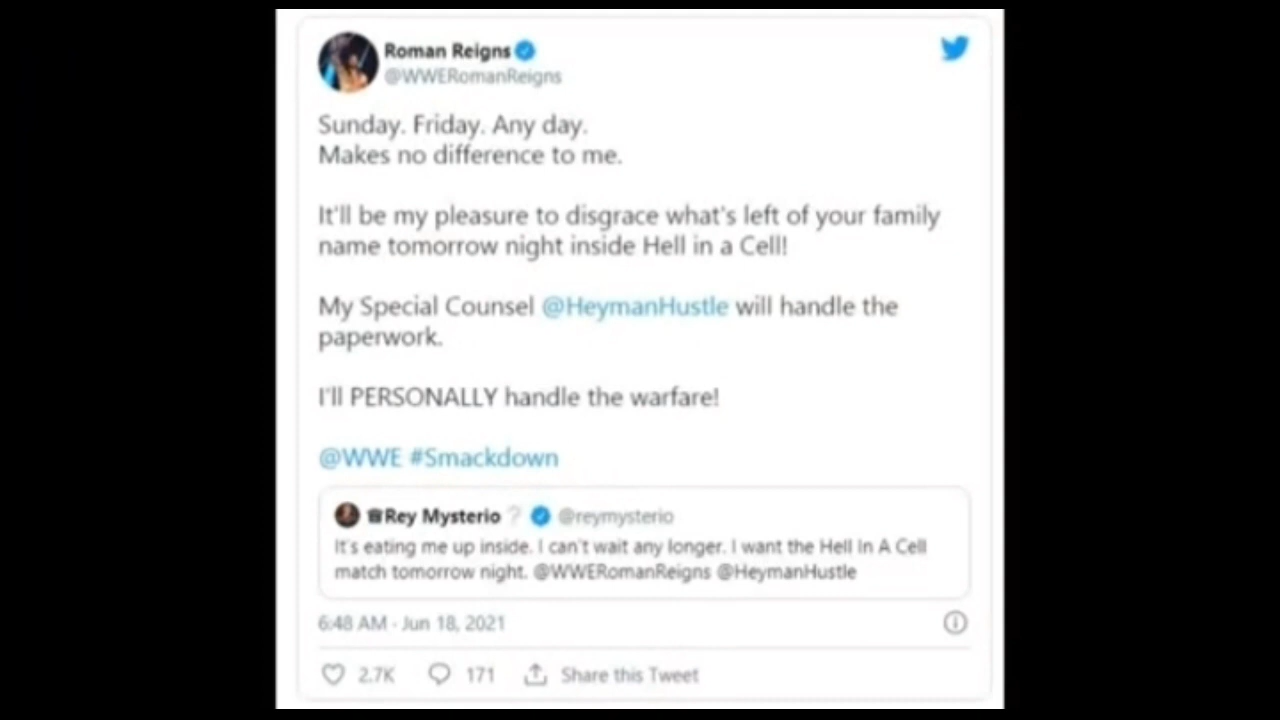 Roman Reigns
@WWERomanReigns
Sunday. Friday. Any day.
Makes no difference to me.
It'll be my pleasure to disgrace what's left of your family
name tomorrow night inside Hell in a Cell!
My Special Counsel @HeymanHustle will handle the
paperwork.
I'll PERSONALLY handle the warfare!
@WWE #Smackdown
Rey Mysterio ❔ @reymysterio
It's eating me up inside. I can't wait any longer. I want the Hell In A Cell
match tomorrow night. @WWERomanReigns @HeymanHustle
6:48 AM · Jun 18, 2021
2.7K 171 Share this Tweet